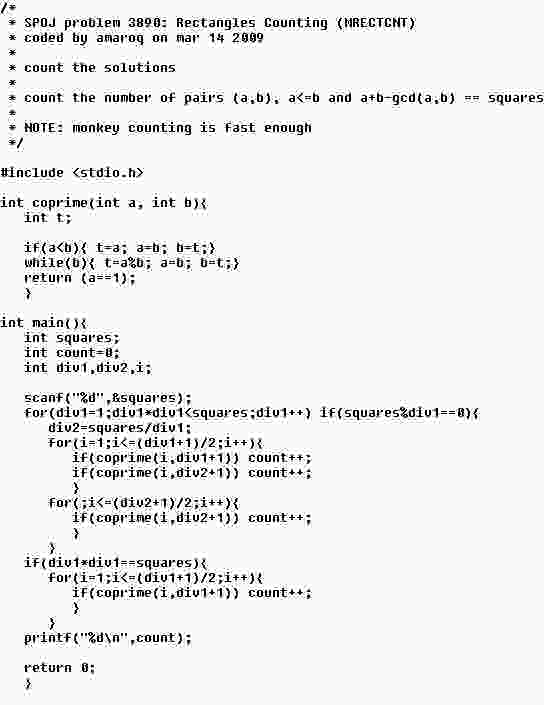 /*
 * SPOJ problem 3890: Rectangles Counting (MRECTCNT)
 * coded by amaroq on mar 14 2009
 *
 * count the solutions
 *
 * count the number of pairs (a,b), a<=b and a+b-gcd(a,b) == squares
 *
 * NOTE: monkey counting is fast enough
 */

#include <stdio.h>

int coprime(int a, int b){
   int t;

   if(a<b){ t=a; a=b; b=t;}
   while(b){ t=a%b; a=b; b=t;}
   return (a==1);
   }

int main(){
   int squares;
   int count=0;
   int div1,div2,i;

   scanf("%d",&squares);
   for(div1=1;div1*div1<squares;div1++) if(squares%div1==0){
      div2=squares/div1;
      for(i=1;i<=(div1+1)/2;i++){
         if(coprime(i,div1+1)) count++;
         if(coprime(i,div2+1)) count++;
         }
      for(;i<=(div2+1)/2;i++){
         if(coprime(i,div2+1)) count++;
         }
      }
   if(div1*div1==squares){
      for(i=1;i<=(div1+1)/2;i++){
         if(coprime(i,div1+1)) count++;
         }
      }
   printf("%d\n",count);

   return 0;
   }